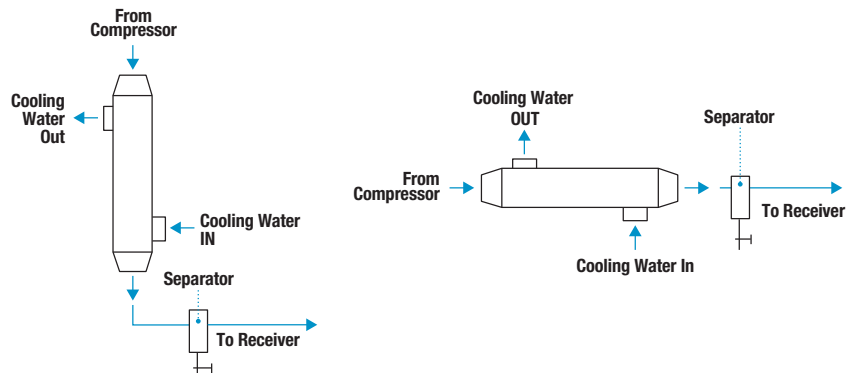 From
Compressor
Cooling
Water
Out
Cooling Water
IN
Separator
To Receiver
Cooling Water
OUT
Separator
From
Compressor
To Receiver
Cooling Water In